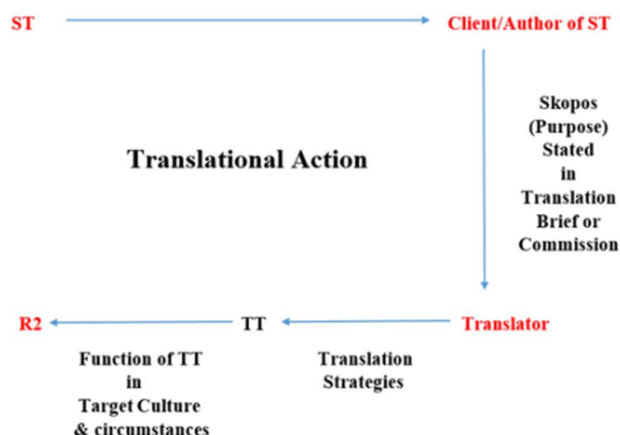 ST
Client/Author of ST
Skopos
(Purpose)
Stated
in
Translation
Brief or
Commission
Translational Action
R2
TT
Translator
Function of TT
in
Target Culture
& circumstances
Translation
Strategies